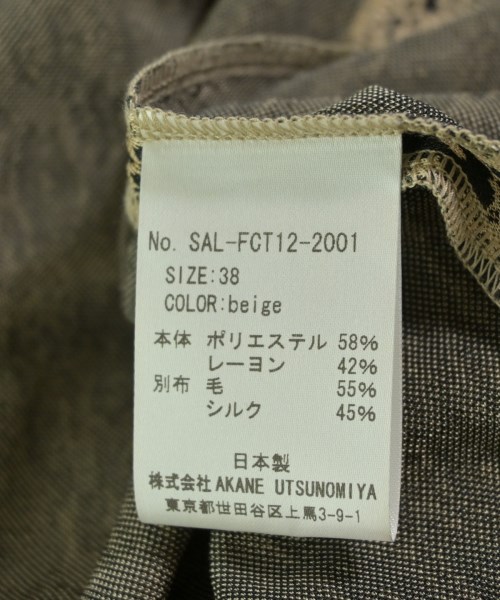 No. SAL-FCT12-2001
SIZE:38
COLOR:beige
本体 ポリエステル 58%
レーヨン 42%
別布 毛 55%
シルク 45%
日本製
株式会社AKANE UTSUNOMIYA
東京都世田谷区上馬3-9-1